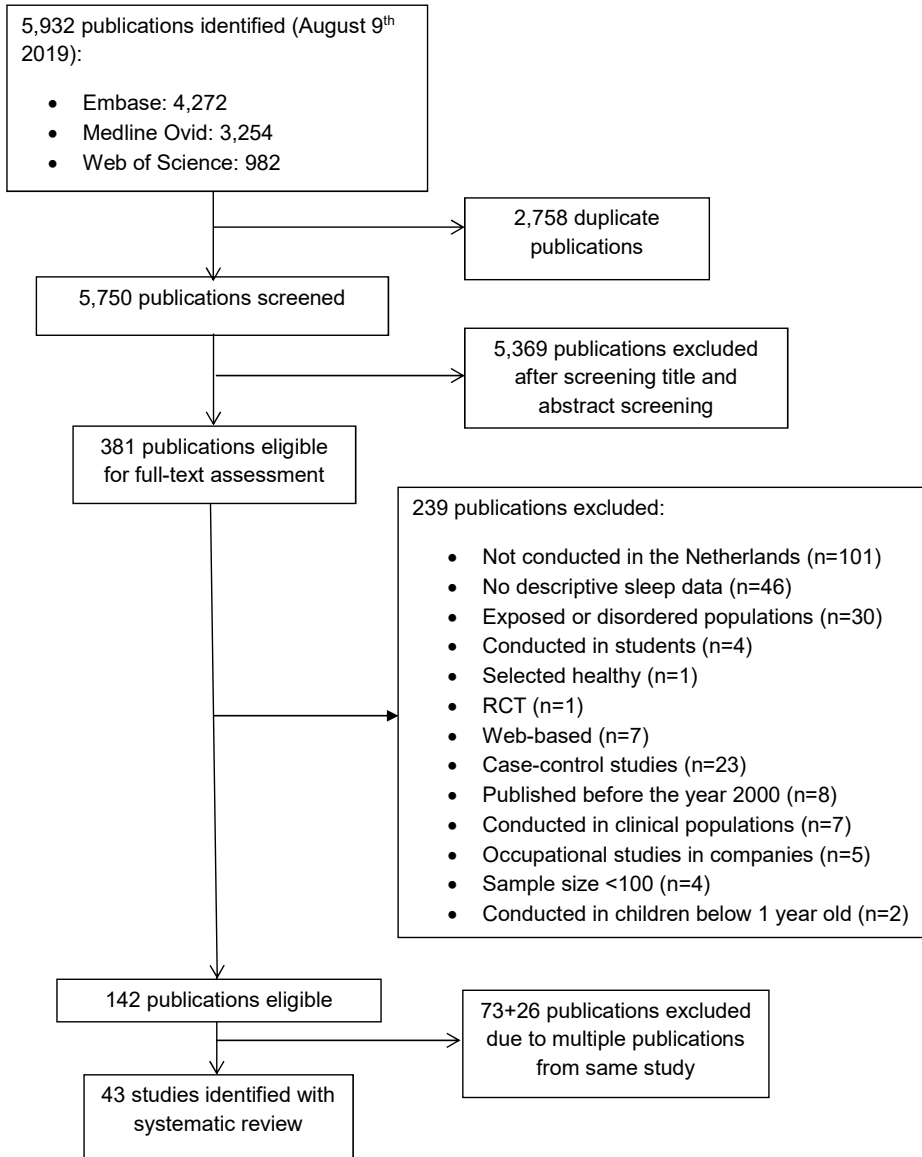 5,932 publications identified (August 9th
2019):
• Embase: 4,272
• Medline Ovid: 3,254
• Web of Science: 982
2,758 duplicate
publications
5,750 publications screened
5,369 publications excluded
after screening title and
abstract screening
381 publications eligible
for full-text assessment
239 publications excluded:
• Not conducted in the Netherlands (n=101)
• No descriptive sleep data (n=46)
• Exposed or disordered populations (n=30)
• Conducted in students (n=4)
• Selected healthy (n=1)
• RCT (n=1)
• Web-based (n=7)
• Case-control studies (n=23)
• Published before the year 2000 (n=8)
• Conducted in clinical populations (n=7)
• Occupational studies in companies (n=5)
• Sample size <100 (n=4)
• Conducted in children below 1 year old (n=2)
142 publications eligible
73+26 publications excluded
due to multiple publications
from same study
43 studies identified with
systematic review